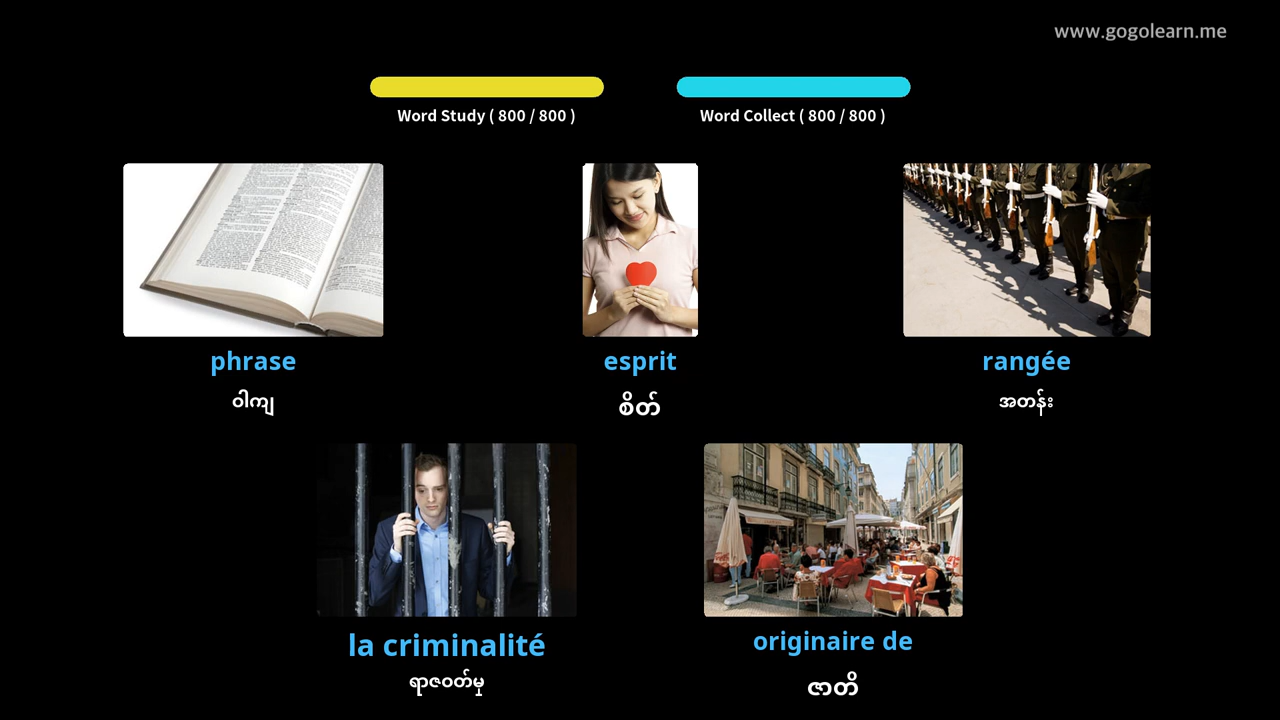 www.gogolearn.me
Word Study ( 800 / 800 )
Word Collect ( 800 / 800 )
phrase
esprit
rangée
ဝါကျ
စိတ်
အတန်း
la criminalité
originaire de
ရာဇဝတ်မှု
ဇာတိ